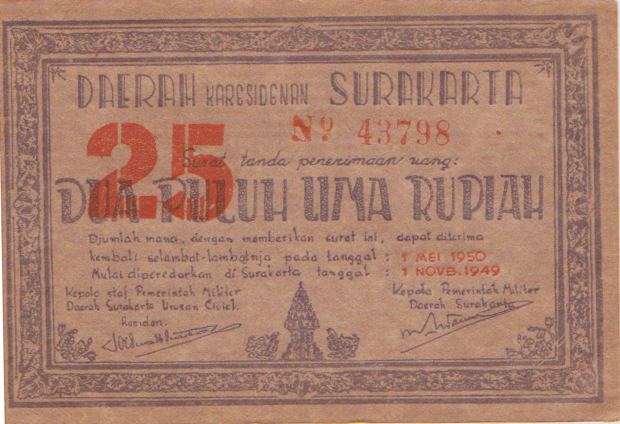 DAERAH KARESIDENAN SURAKARTA
No 43798
25
Surat tanda penerimaan uang:
DUA PULUH LIMA RUPIAH
Djumlah mana, dengan memberikan surat ini, dapat diterima
kembali selambat-lambatnja pada tanggal : 1 MEI 1950
Mulai diperedarkan di Surakarta tanggal : 1 NOVB. 1949
Kepala staf Pemerintah Militer
Daerah Surakarta Urusan Civiel.
Residen.
Kepala Pemerintah Militer
Daerah Surakarta